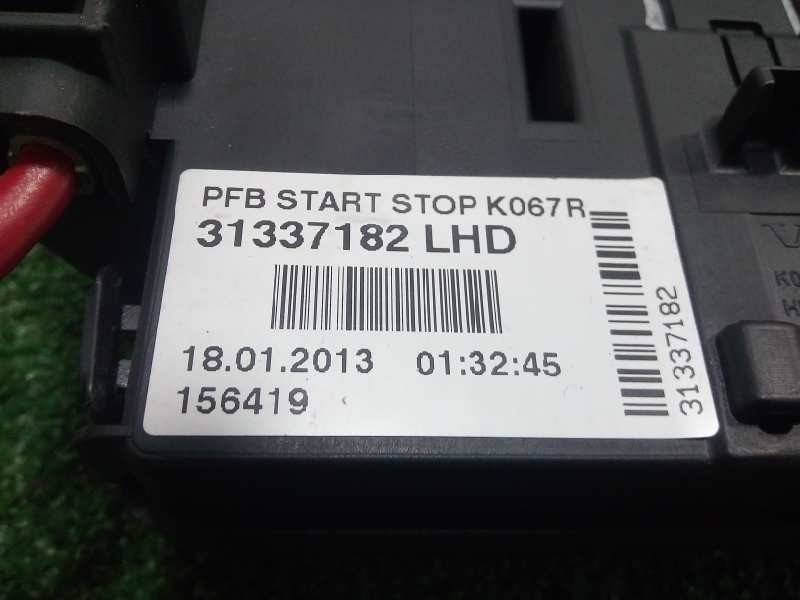 PFB START STOP K067R
31337182 LHD
18.01.2013 01:32:45
156419
31337182